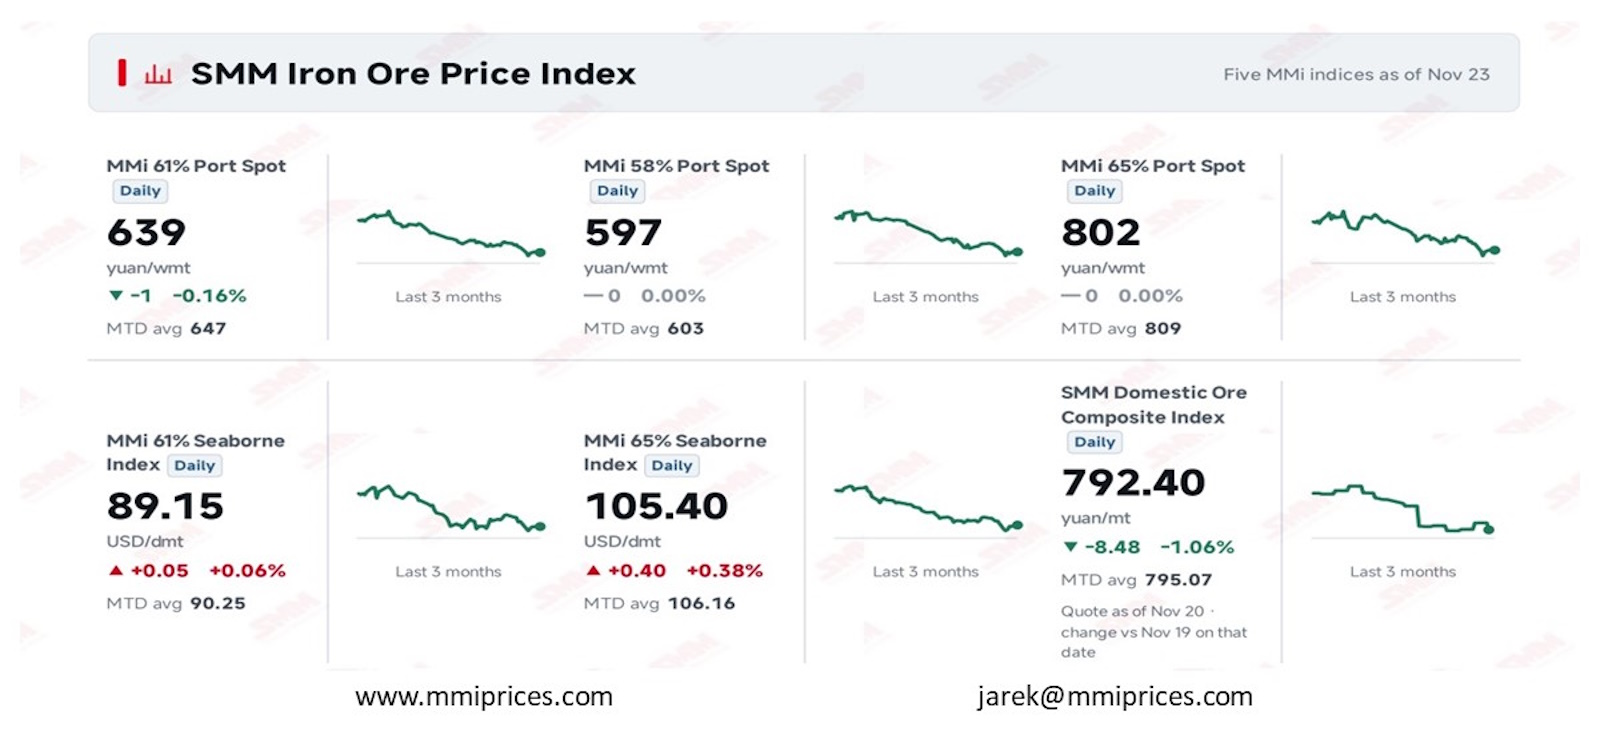 SMM Iron Ore Price Index
Five MMi indices as of Nov 23
MMi 61% Port Spot
Daily
639
yuan/wmt
▼ -1 -0.16%
MTD avg 647
Last 3 months
MMi 58% Port Spot
Daily
597
yuan/wmt
— 0 0.00%
MTD avg 603
Last 3 months
MMi 65% Port Spot
Daily
802
yuan/wmt
— 0 0.00%
MTD avg 809
Last 3 months
MMi 61% Seaborne
Index Daily
89.15
USD/dmt
▲ +0.05 +0.06%
MTD avg 90.25
Last 3 months
MMi 65% Seaborne
Index Daily
105.40
USD/dmt
▲ +0.40 +0.38%
MTD avg 106.16
Last 3 months
SMM Domestic Ore
Composite Index
Daily
792.40
yuan/mt
▼ -8.48 -1.06%
MTD avg 795.07
Quote as of Nov 20 ·
change vs Nov 19 on that
date
Last 3 months
www.mmiprices.com
jarek@mmiprices.com